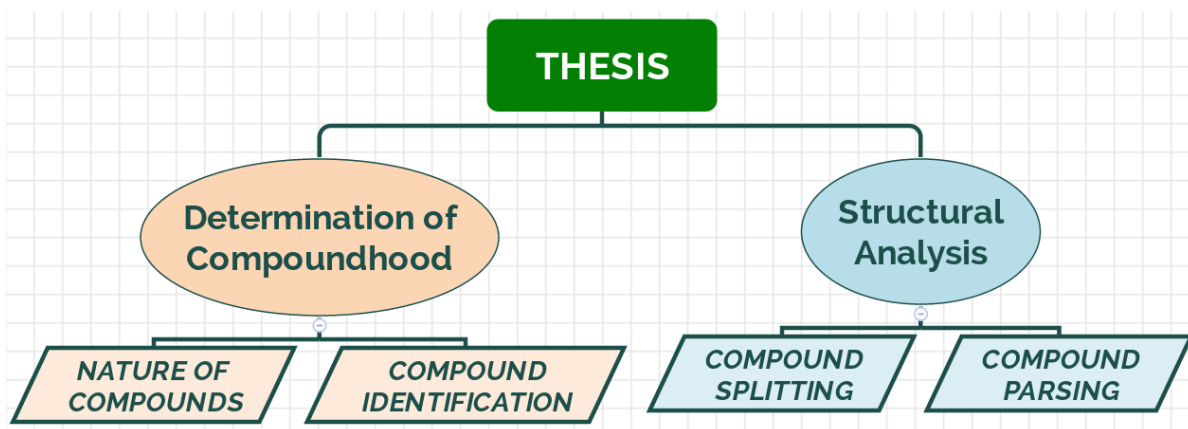 THESIS
Determination of
Compoundhood
Structural
Analysis
NATURE OF
COMPOUNDS
COMPOUND
IDENTIFICATION
COMPOUND
SPLITTING
COMPOUND
PARSING